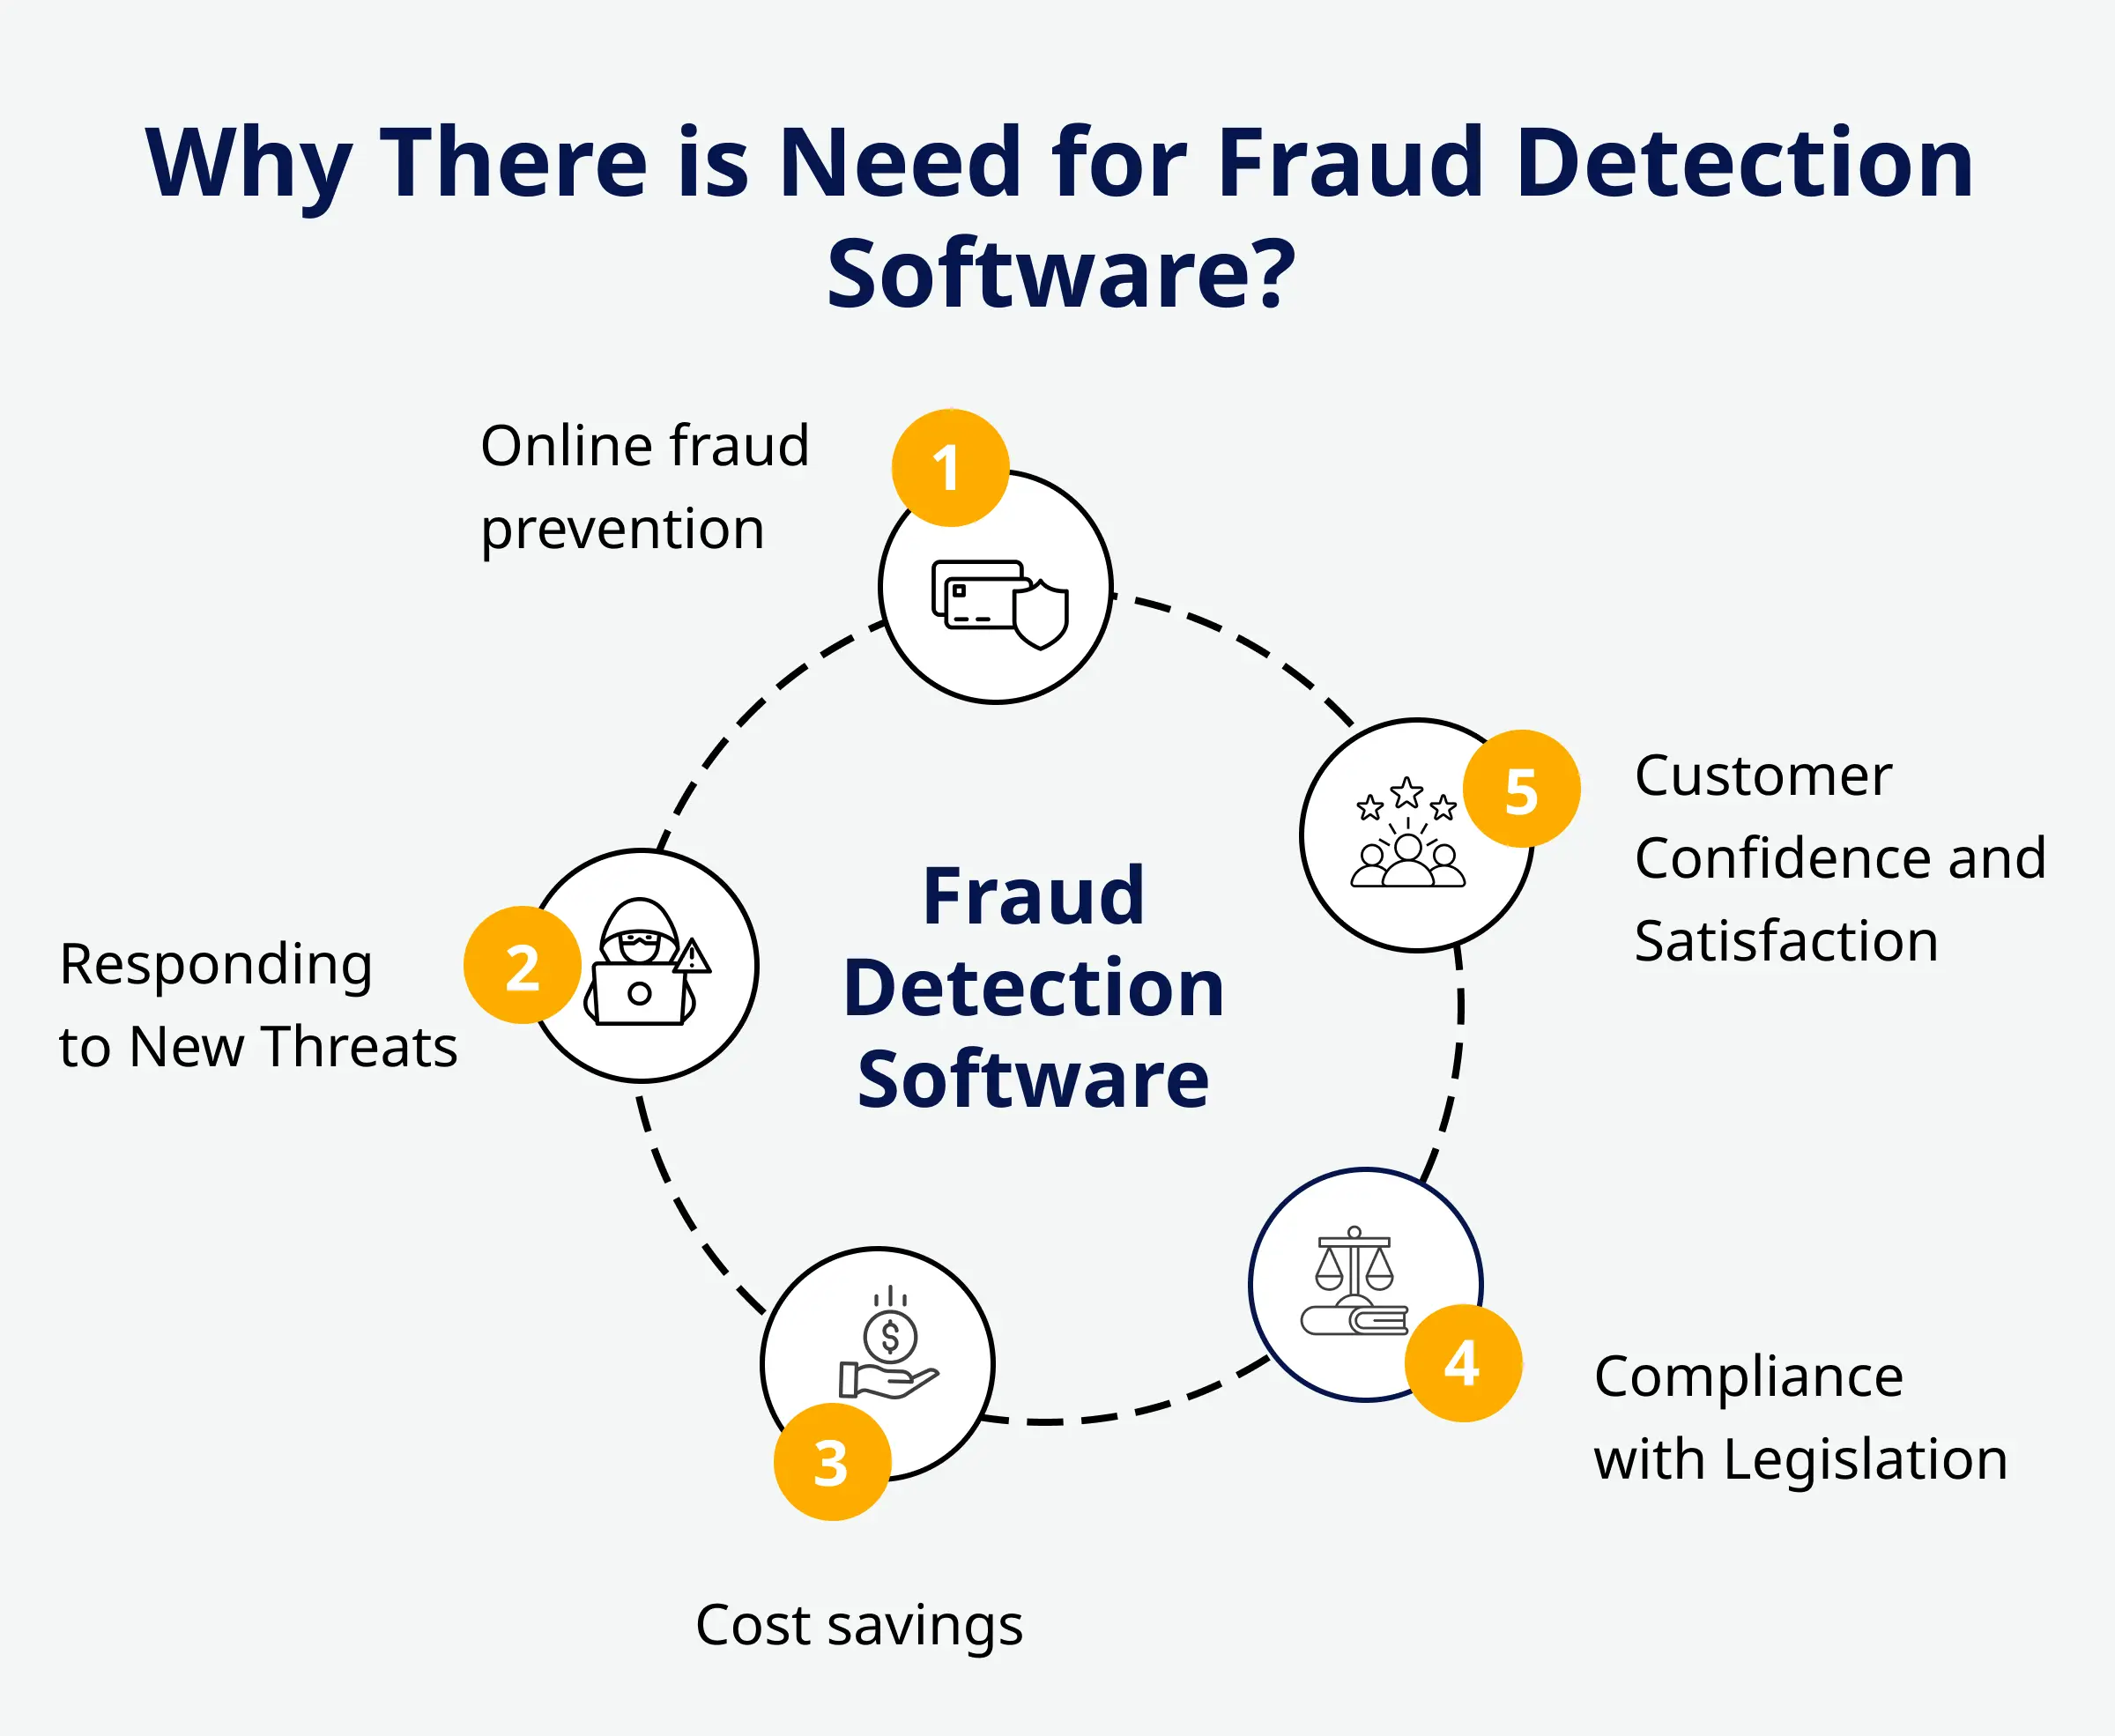 Why There is Need for Fraud Detection
Software?
1
Online fraud
prevention
2
Responding
to New Threats
3
Cost savings
4
Compliance
with Legislation
5
Customer
Confidence and
Satisfaction
Fraud
Detection
Software
$